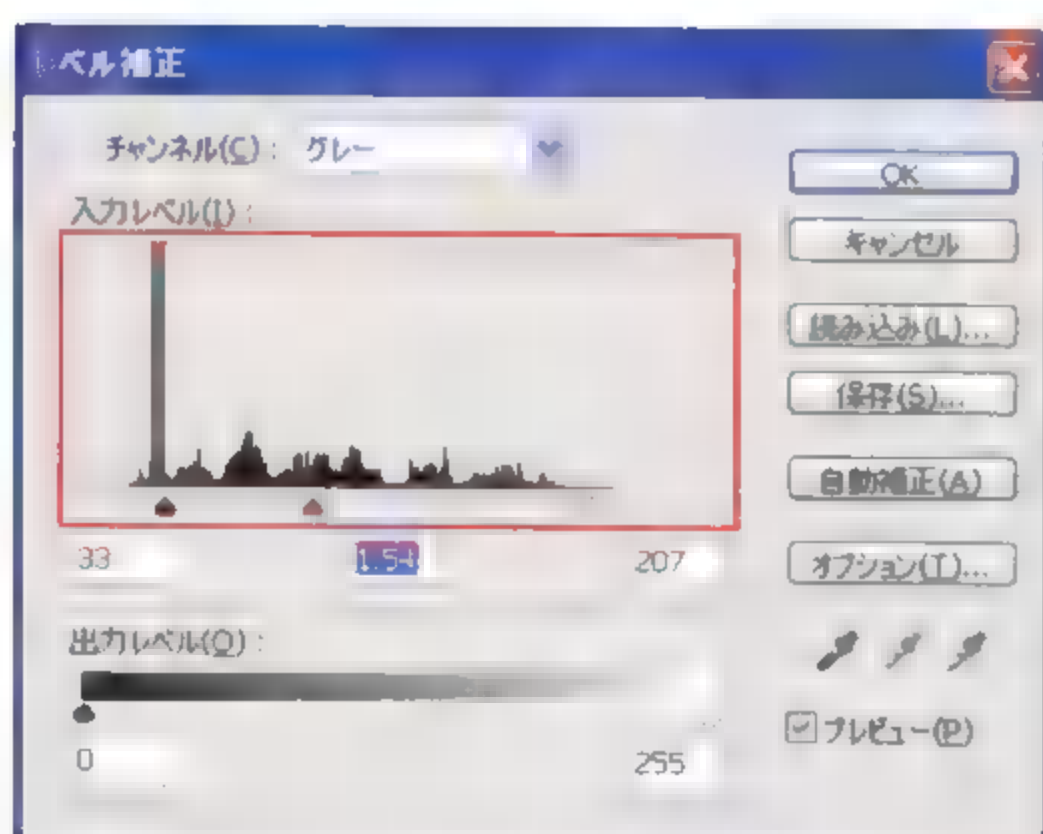 レベル補正
チャンネル(C): グレー
入力レベル(I):
33
1.54
207
出力レベル(O):
0
255
OK
キャンセル
読み込み(L)...
保存(S)...
自動補正(A)
オプション(T)...
プレビュー(P)